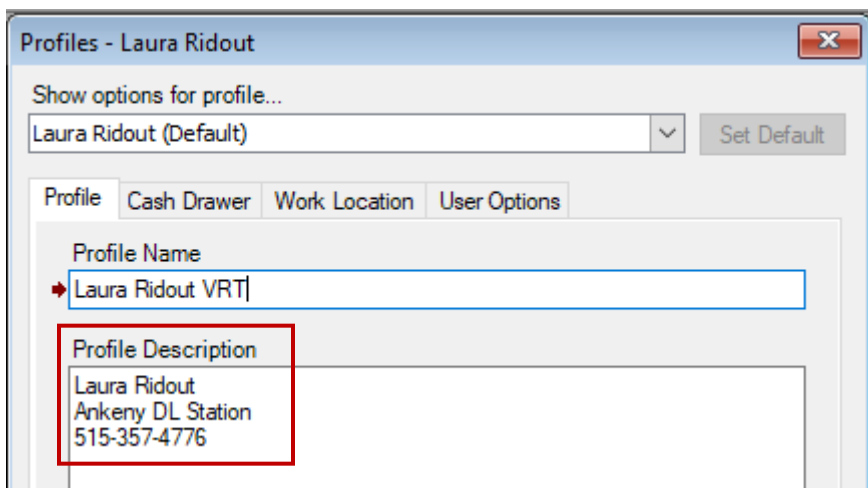 Profiles - Laura Ridout
Show options for profile...
Laura Ridout (Default)
Set Default
Profile Cash Drawer Work Location User Options
Profile Name
Laura Ridout VRT
Profile Description
Laura Ridout
Ankeny DL Station
515-357-4776